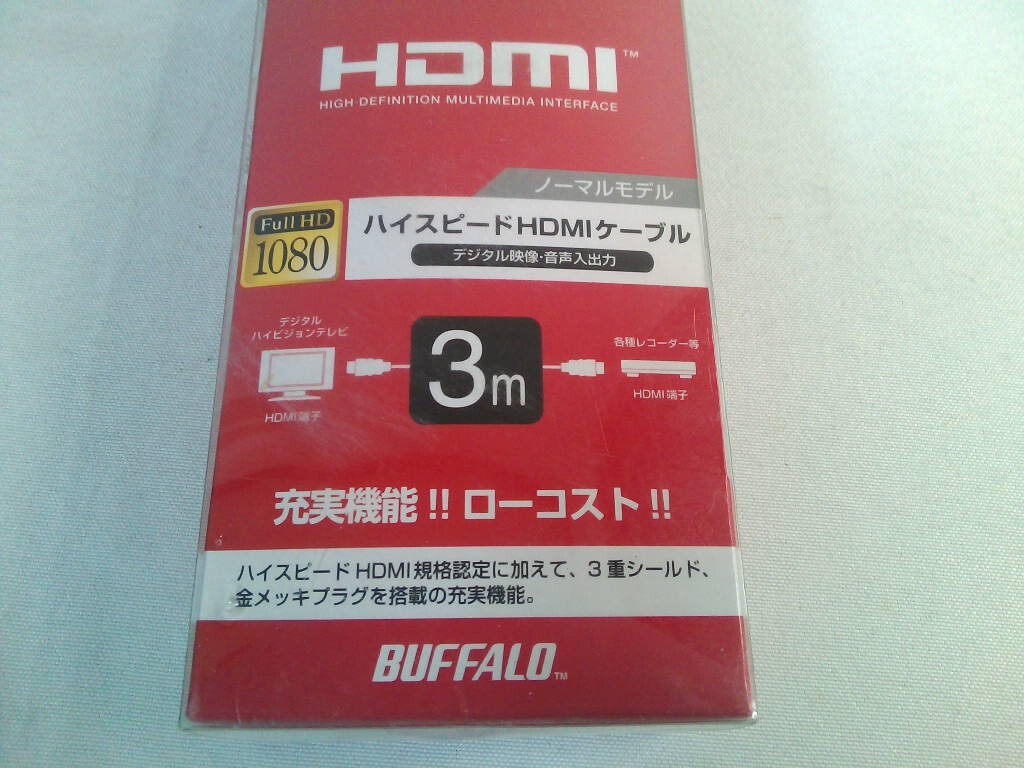 HDMI™
HIGH-DEFINITION MULTIMEDIA INTERFACE
ノーマルモデル
Full HD
1080
ハイスピードHDMIケーブル
デジタル映像・音声入出力
デジタル
ハイビジョンテレビ
HDMI端子
3m
各種レコーダー等
HDMI端子
充実機能!! ローコスト!!
ハイスピードHDMI規格認定に加えて、3重シールド、
金メッキプラグを搭載の充実機能。
BUFFALO™